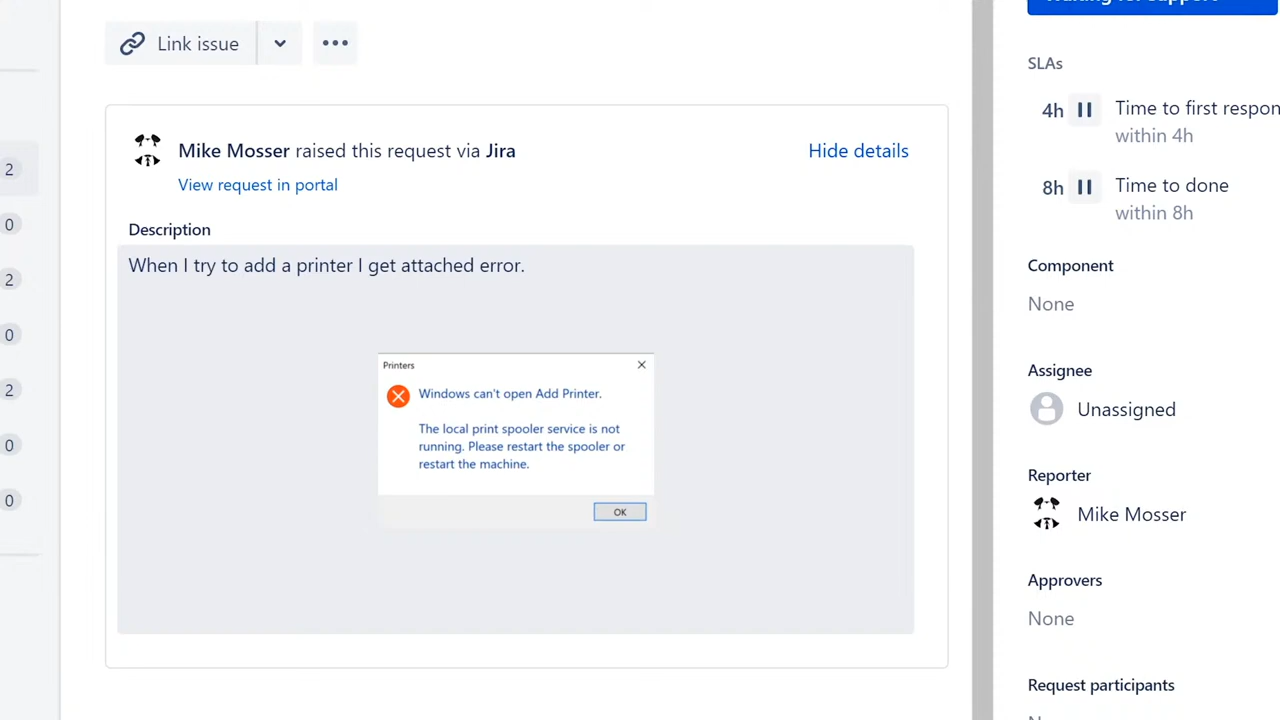 Link issue
Mike Mosser raised this request via Jira
Hide details
View request in portal
Description
When I try to add a printer I get attached error.
Printers
Windows can't open Add Printer.
The local print spooler service is not
running. Please restart the spooler or
restart the machine.
OK
2
0
2
0
2
0
0
SLAs
4h
Time to first respon
within 4h
8h
Time to done
within 8h
Component
None
Assignee
Unassigned
Reporter
Mike Mosser
Approvers
None
Request participants